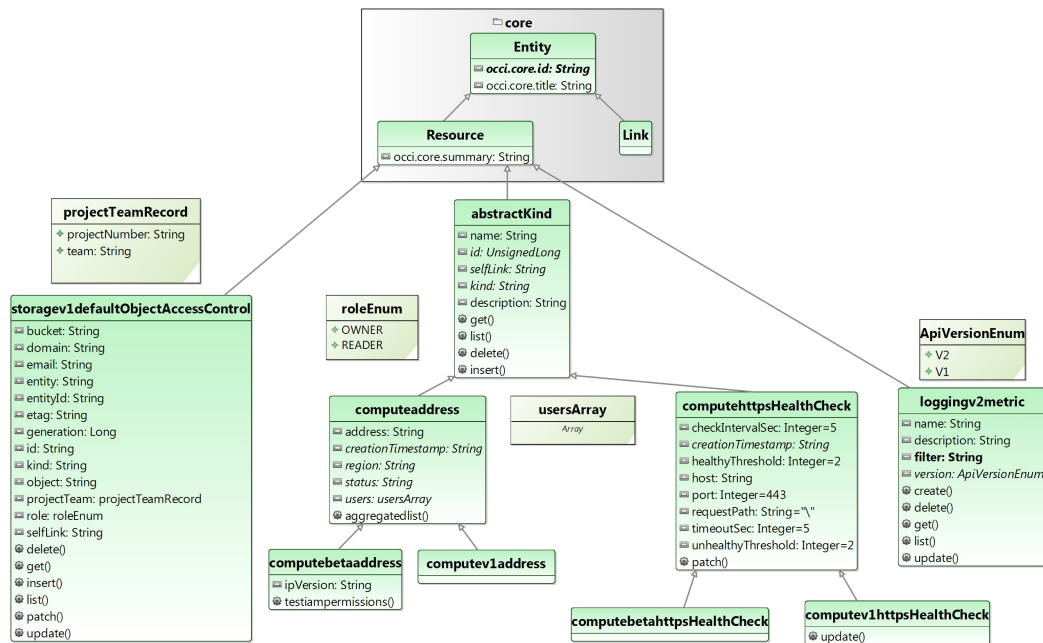 core
Entity
occi.core.id: String
occi.core.title: String
Resource
occi.core.summary: String
Link
projectTeamRecord
projectNumber: String
team: String
abstractKind
name: String
id: UnsignedLong
selfLink: String
kind: String
description: String
get()
list()
delete()
insert()
storagev1defaultObjectAccessControl
bucket: String
domain: String
email: String
entity: String
entityId: String
etag: String
generation: Long
id: String
kind: String
object: String
projectTeam: projectTeamRecord
role: roleEnum
selfLink: String
delete()
get()
insert()
list()
patch()
update()
roleEnum
OWNER
READER
ApiVersionEnum
V2
V1
computeaddress
address: String
creationTimestamp: String
region: String
status: String
users: usersArray
aggregatedlist()
usersArray
Array
computehttpsHealthCheck
checkIntervalSec: Integer=5
creationTimestamp: String
healthyThreshold: Integer=2
host: String
port: Integer=443
requestPath: String="\"
timeoutSec: Integer=5
unhealthyThreshold: Integer=2
patch()
loggingv2metric
name: String
description: String
filter: String
version: ApiVersionEnum
create()
delete()
get()
list()
update()
computebetaaddress
ipVersion: String
testiampermissions()
computev1address
computebetahttpsHealthCheck
computev1httpsHealthCheck
update()